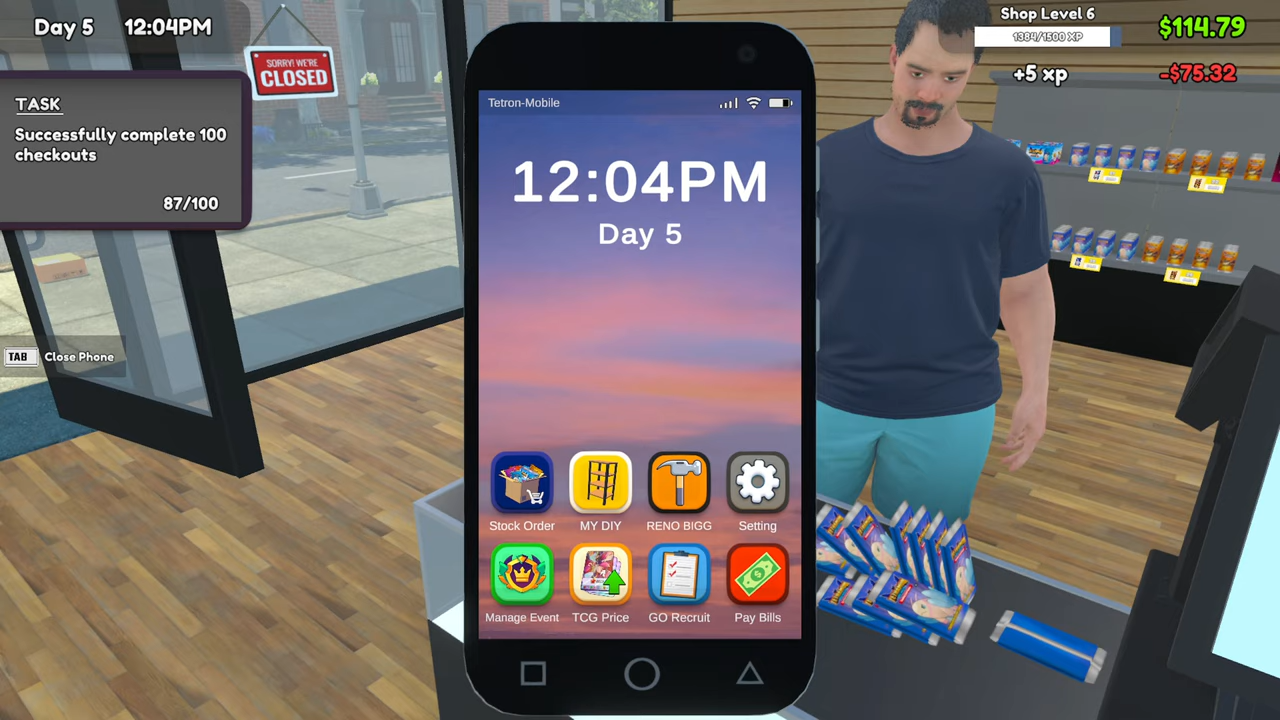 Day 5 12:04PM
SORRY! WE'RE
CLOSED
TASK
Successfully complete 100
checkouts
87/100
TAB Close Phone
Tetron-Mobile
12:04PM
Day 5
Stock Order MY DIY RENO BIGG Setting
Manage Event TCG Price GO Recruit Pay Bills
Shop Level 6
1384/1500 XP
+5 xp
$114.79
-$75.32